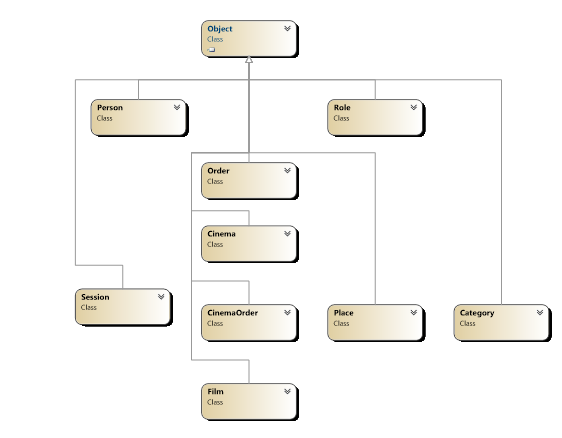 Object
Class
Person
Class
Role
Class
Order
Class
Cinema
Class
Session
Class
CinemaOrder
Class
Place
Class
Category
Class
Film
Class